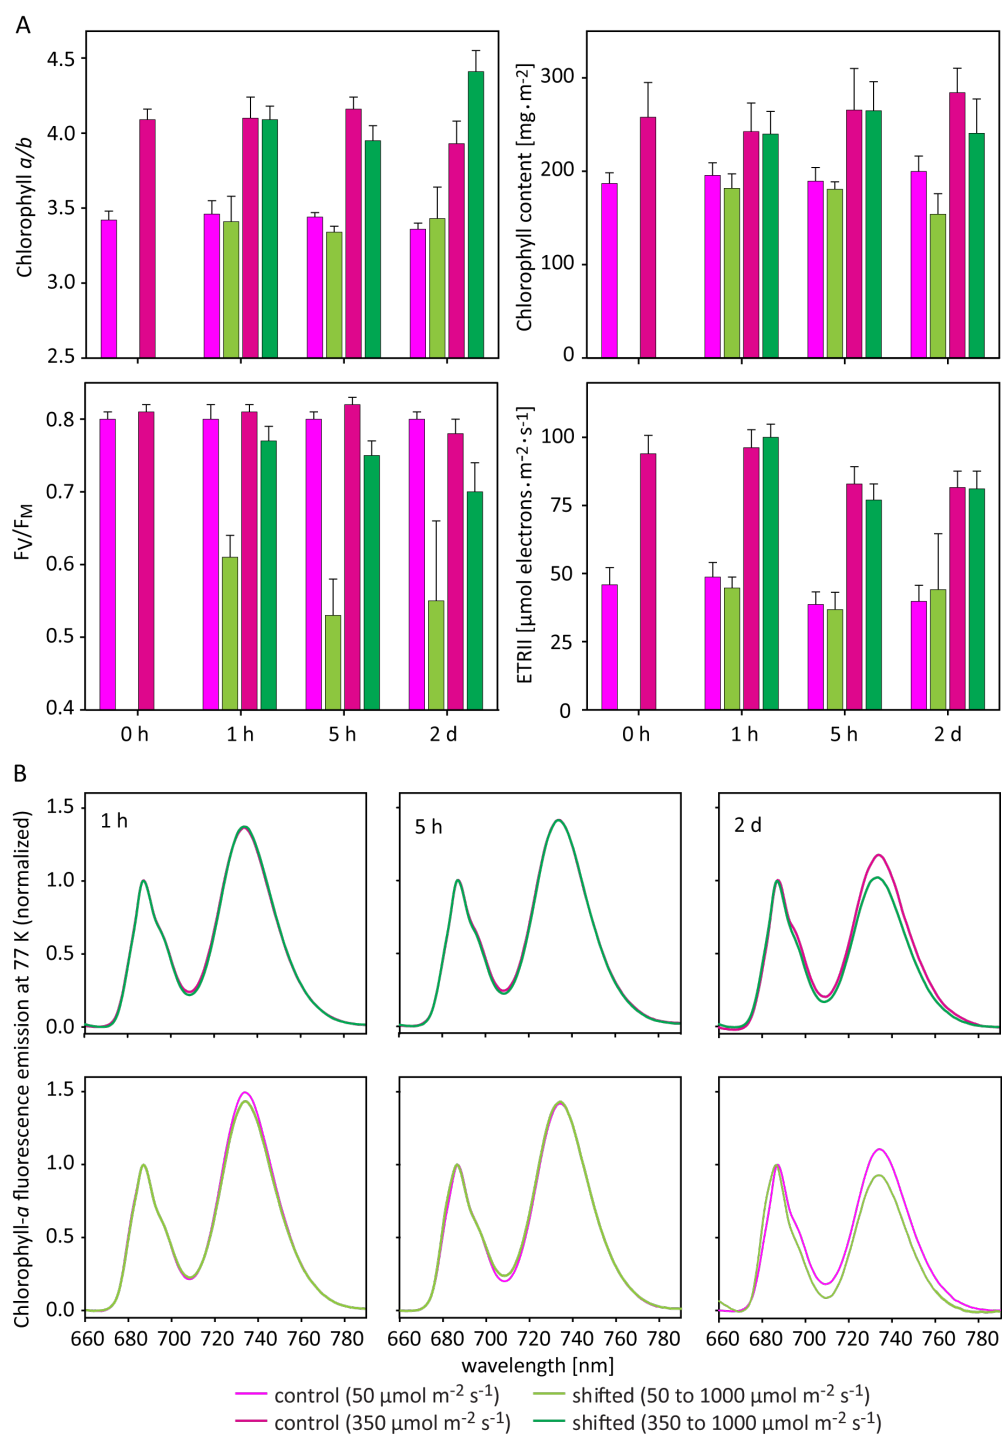 A
Chlorophyll a/b
4.5
4.0
3.5
3.0
2.5
Chlorophyll content [mg·m-2]
300
200
100
0
FV/FM
0.8
0.7
0.6
0.5
0.4
0 h 1 h 5 h 2 d
ETRII [µmol electrons·m-2·s-1]
100
75
50
25
0
0 h 1 h 5 h 2 d
B
Chlorophyll-a fluorescence emission at 77 K (normalized)
1.5
1.0
0.5
0.0
1 h
5 h
2 d
1.5
1.0
0.5
0.0
660 680 700 720 740 760 780
660 680 700 720 740 760 780
660 680 700 720 740 760 780
wavelength [nm]
control (50 µmol m-2 s-1) shifted (50 to 1000 µmol m-2 s-1)
control (350 µmol m-2 s-1) shifted (350 to 1000 µmol m-2 s-1)